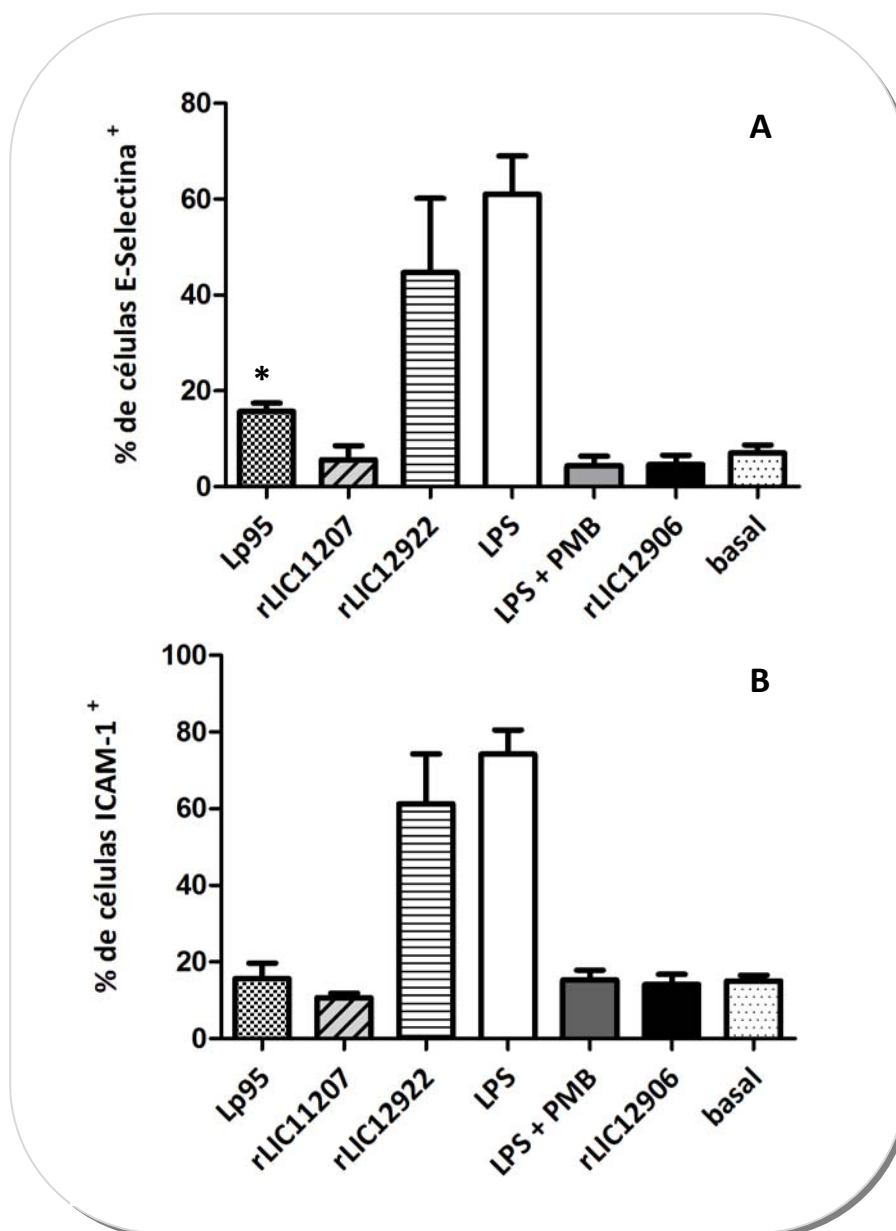 A
% de células E-Selectina +
80
60
40
20
0
*
Lp95
rLIC11207
rLIC12922
LPS
LPS + PMB
rLIC12906
basal
B
% de células ICAM-1 +
100
80
60
40
20
0
Lp95
rLIC11207
rLIC12922
LPS
LPS + PMB
rLIC12906
basal